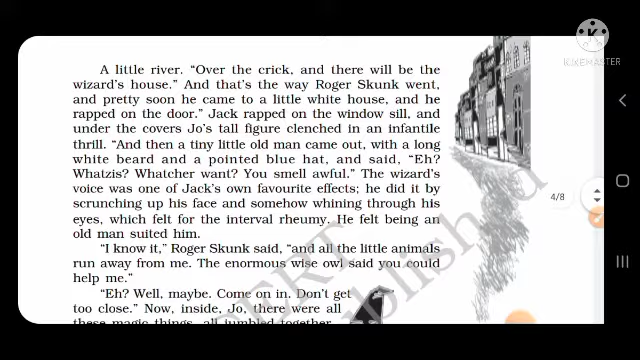 A little river. “Over the crick, and there will be the
wizard's house.” And that's the way Roger Skunk went,
and pretty soon he came to a little white house, and he
rapped on the door.” Jack rapped on the window sill, and
under the covers Jo's tall figure clenched in an infantile
thrill. “And then a tiny little old man came out, with a long
white beard and a pointed blue hat, and said, “Eh?
Whatzis? Whatcher want? You smell awful.” The wizard's
voice was one of Jack's own favourite effects; he did it by
scrunching up his face and somehow whining through his
eyes, which felt for the interval rheumy. He felt being an
old man suited him.
“I know it,” Roger Skunk said, “and all the little animals
run away from me. The enormous wise owl said you could
help me.”
“Eh? Well, maybe. Come on in. Don't get
too close.” Now, inside, Jo, there were all
these magic things, all jumbled together
KINEMASTER
4/8